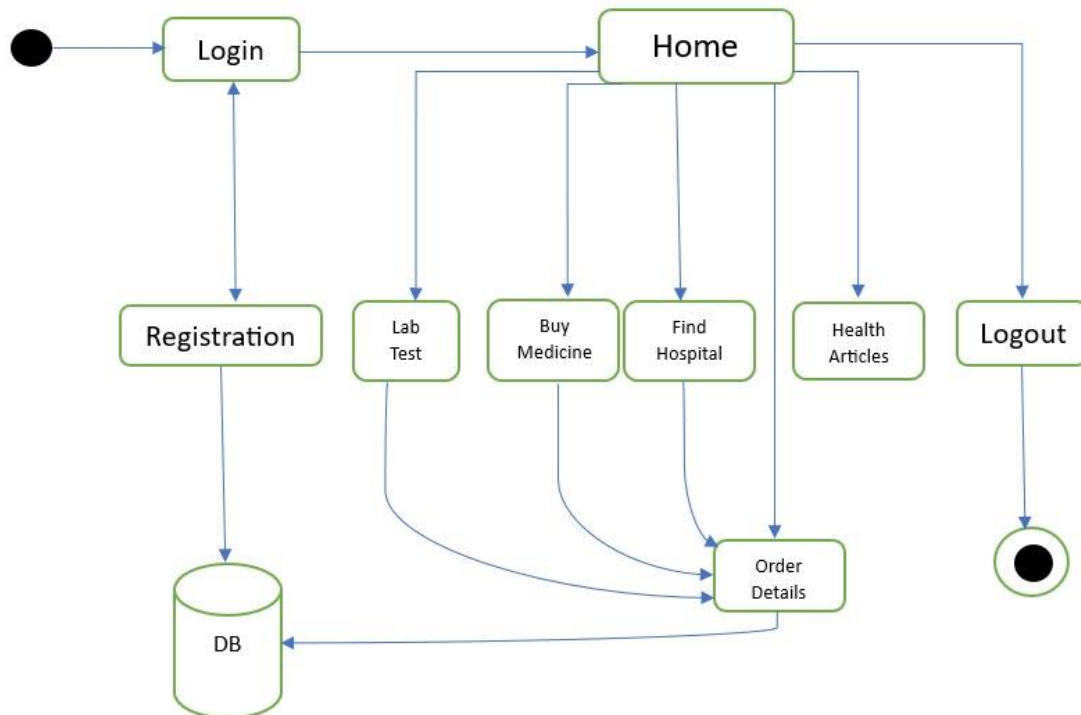 Login
Home
Registration
Lab
Test
Buy
Medicine
Find
Hospital
Health
Articles
Logout
Order
Details
DB